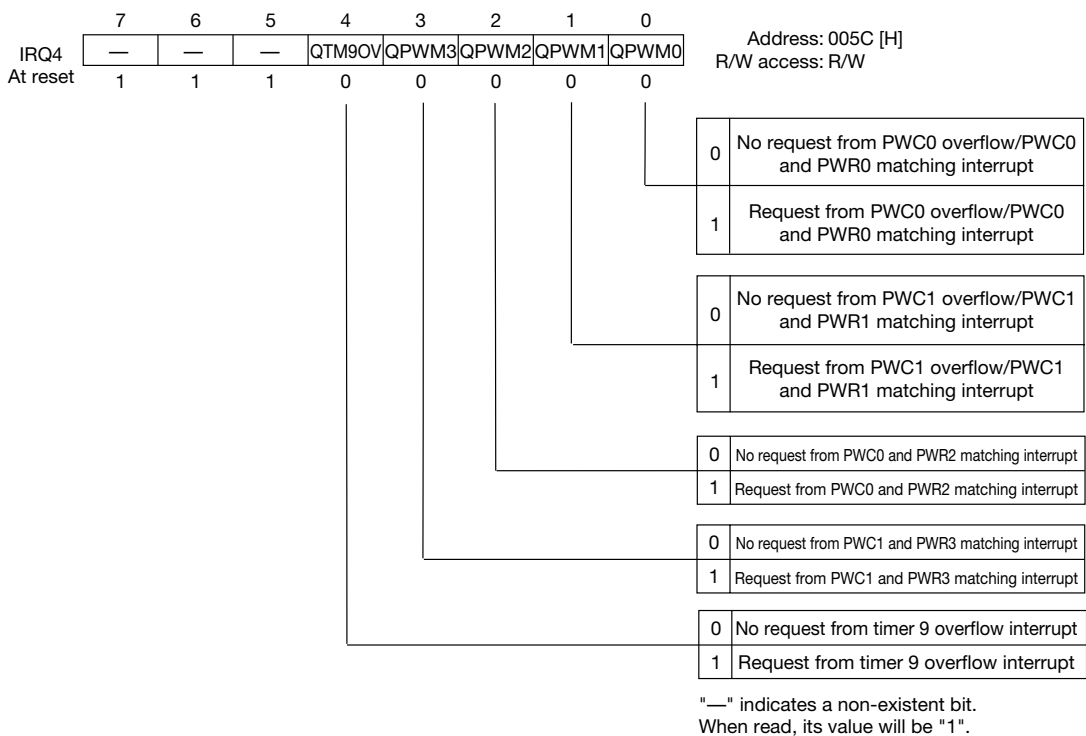 7 6 5 4 3 2 1 0
IRQ4 — — — QTM9OV QPWM3 QPWM2 QPWM1 QPWM0
At reset 1 1 1 0 0 0 0 0
Address: 005C [H]
R/W access: R/W
0 No request from PWC0 overflow/PWC0
and PWR0 matching interrupt
1 Request from PWC0 overflow/PWC0
and PWR0 matching interrupt
0 No request from PWC1 overflow/PWC1
and PWR1 matching interrupt
1 Request from PWC1 overflow/PWC1
and PWR1 matching interrupt
0 No request from PWC0 and PWR2 matching interrupt
1 Request from PWC0 and PWR2 matching interrupt
0 No request from PWC1 and PWR3 matching interrupt
1 Request from PWC1 and PWR3 matching interrupt
0 No request from timer 9 overflow interrupt
1 Request from timer 9 overflow interrupt
"—" indicates a non-existent bit.
When read, its value will be "1".